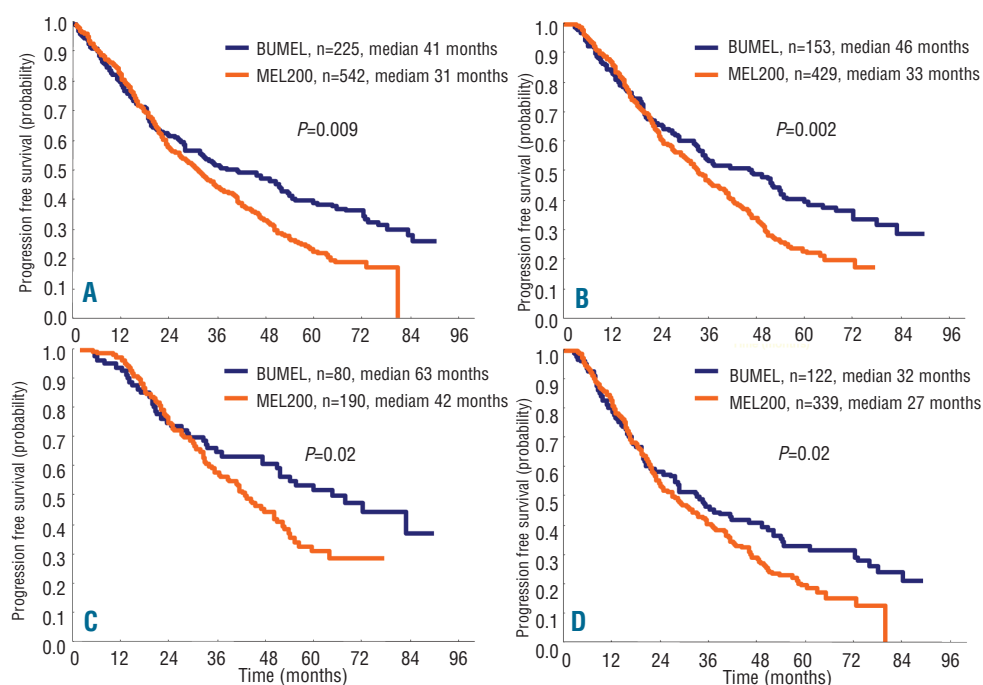 Progression free survival (probability)
1.0
0.9
0.8
0.7
0.6
0.5
0.4
0.3
0.2
0.1
0.0
BUMEL, n=225, median 41 months
MEL200, n=542, mediam 31 months
P=0.009
A
0 12 24 36 48 60 72 84 96
Progression free survival (probability)
1.0
0.9
0.8
0.7
0.6
0.5
0.4
0.3
0.2
0.1
0.0
BUMEL, n=153, median 46 months
MEL200, n=429, mediam 33 months
P=0.002
B
0 12 24 36 48 60 72 84 96
Progression free survival (probability)
1.0
0.9
0.8
0.7
0.6
0.5
0.4
0.3
0.2
0.1
0.0
BUMEL, n=80, median 63 months
MEL200, n=190, mediam 42 months
P=0.02
C
0 12 24 36 48 60 72 84 96
Time (months)
Progression free survival (probability)
1.0
0.9
0.8
0.7
0.6
0.5
0.4
0.3
0.2
0.1
0.0
BUMEL, n=122, median 32 months
MEL200, n=339, mediam 27 months
P=0.02
D
0 12 24 36 48 60 72 84 96
Time (months)